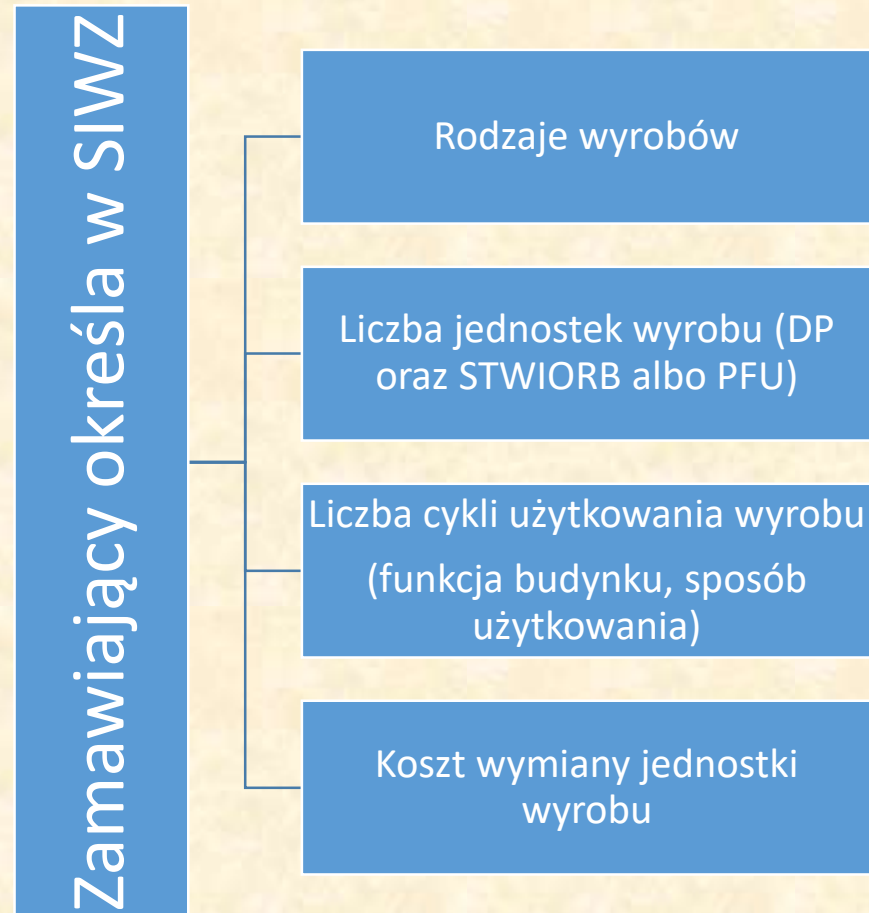 Zamawiający określa w SIWZ
Rodzaje wyrobów
Liczba jednostek wyrobu (DP
oraz STWIORB albo PFU)
Liczba cykli użytkowania wyrobu
(funkcja budynku, sposób
użytkowania)
Koszt wymiany jednostki
wyrobu